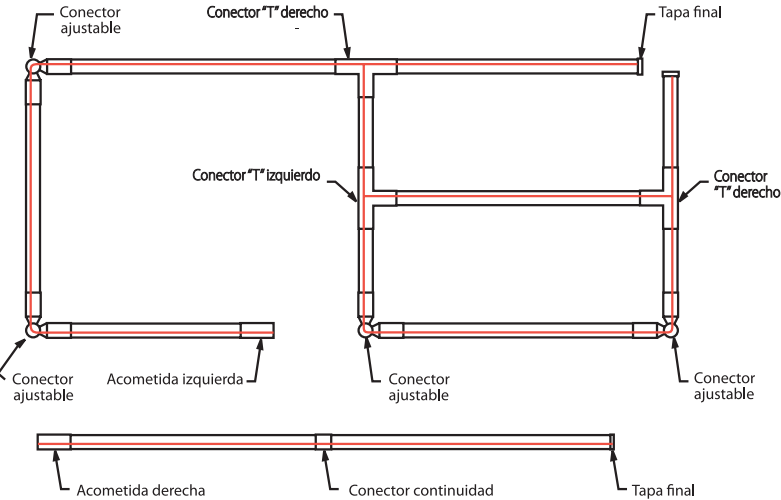 Conector
ajustable
Conector "T" derecho
Tapa final
Conector "T" izquierdo
Conector
"T" derecho
Conector
ajustable
Acometida izquierda
Conector
ajustable
Conector
ajustable
Acometida derecha
Conector continuidad
Tapa final